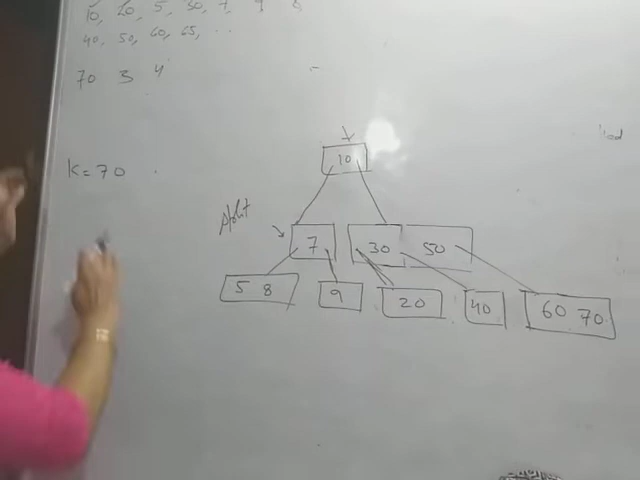 10, 20, 5, 30, 7, 9 8
40, 50, 60, 65, ..
70 3 4
10
K = 70
split
7 30 50
5 8 9 20 40 60 70